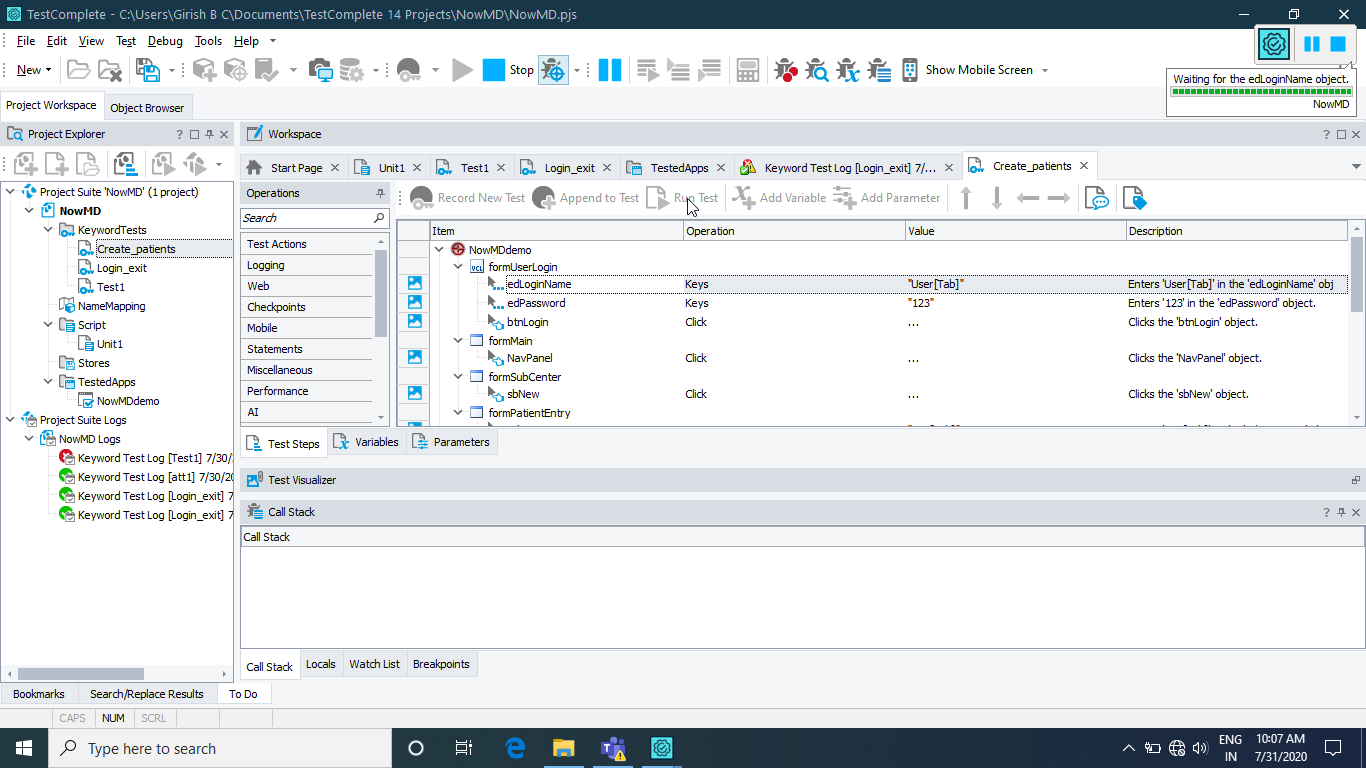 TestComplete - C:\Users\Girish B C\Documents\TestComplete 14 Projects\NowMD\NowMD.pjs
File Edit View Test Debug Tools Help
New Stop Show Mobile Screen
Waiting for the edLoginName object.
NowMD
Project Workspace Object Browser
Project Explorer
Project Suite 'NowMD' (1 project)
NowMD
KeywordTests
Create_patients
Login_exit
Test1
NameMapping
Script
Unit1
Stores
TestedApps
NowMDdemo
Project Suite Logs
NowMD Logs
Keyword Test Log [Test1] 7/30/
Keyword Test Log [att1] 7/30/20
Keyword Test Log [Login_exit] 7
Keyword Test Log [Login_exit] 7
Workspace
Start Page Unit1 Test1 Login_exit TestedApps Keyword Test Log [Login_exit] 7/... Create_patients
Operations
Search
Test Actions
Logging
Web
Checkpoints
Mobile
Statements
Miscellaneous
Performance
AI
Record New Test Append to Test Run Test Add Variable Add Parameter
Item Operation Value Description
NowMDdemo
formUserLogin
edLoginName Keys "User[Tab]" Enters 'User[Tab]' in the 'edLoginName' obj
edPassword Keys "123" Enters '123' in the 'edPassword' object.
btnLogin Click ... Clicks the 'btnLogin' object.
formMain
NavPanel Click ... Clicks the 'NavPanel' object.
formSubCenter
sbNew Click ... Clicks the 'sbNew' object.
formPatientEntry
Test Steps Variables Parameters
Test Visualizer
Call Stack
Call Stack
Call Stack Locals Watch List Breakpoints
Bookmarks Search/Replace Results To Do
CAPS NUM SCRL
Type here to search
ENG
IN
10:07 AM
7/31/2020